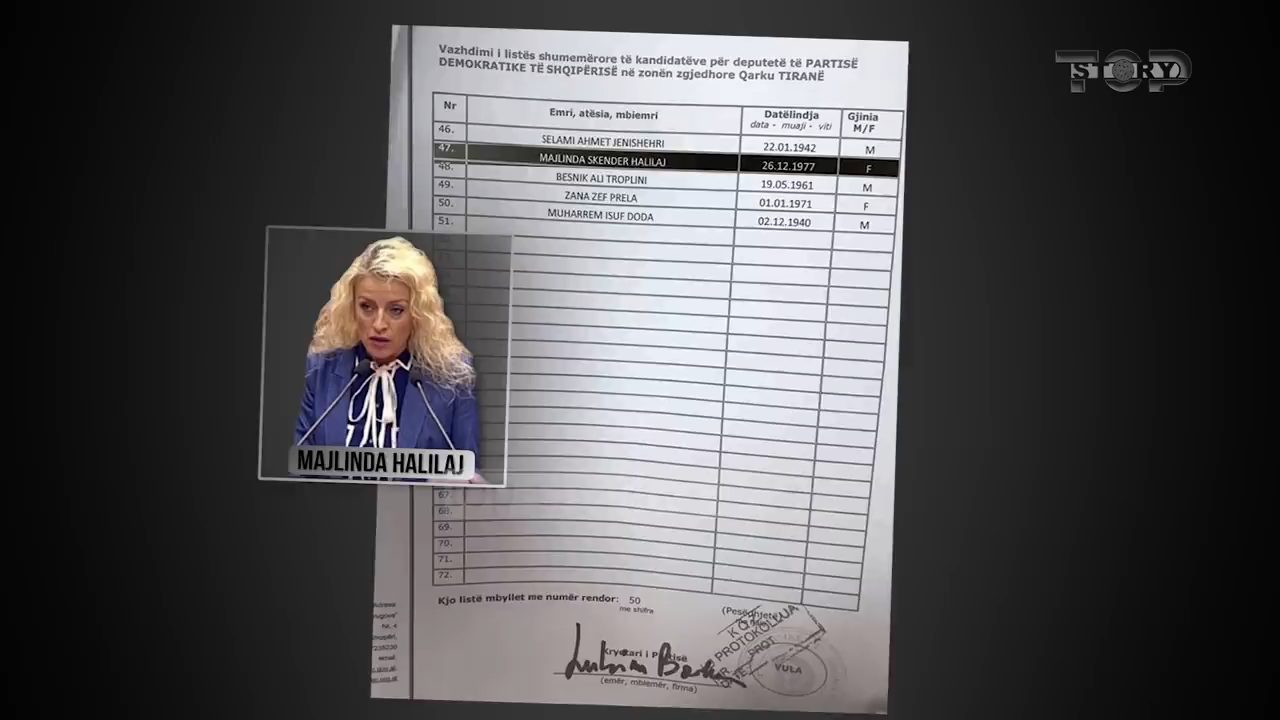 TOP STORY
Vazhdimi i listës shumemërore të kandidatëve për deputetë të PARTISË
DEMOKRATIKE TË SHQIPËRISË në zonën zgjedhore Qarku TIRANË
Nr Emri, atësia, mbiemri Datëlindja data - muaji - viti Gjinia M/F
46. SELAMI AHMET JENISHEHRI 22.01.1942 M
47. MAJLINDA SKENDER HALILAJ 26.12.1977 F
48. BESNIK ALI TROPLINI 19.05.1961 M
49. ZANA ZEF PRELA 01.01.1971 F
50. MUHARREM ISUF DODA 02.12.1940 M
51.
MAJLINDA HALILAJ
67.
68.
69.
70.
71.
72.
Kjo listë mbyllet me numër rendor: 50
me shifra
Kryetari i Partisë
(emër, mbiemër, firma)
PROTOKOLLUA
VULA